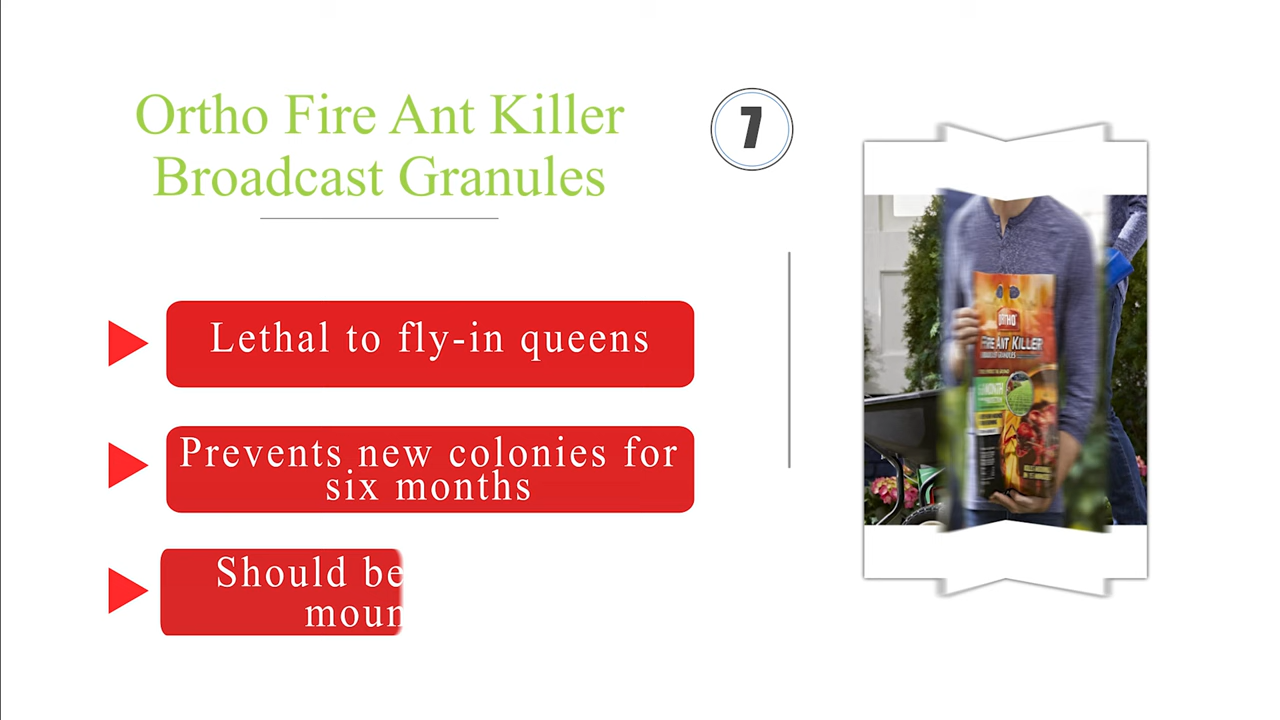 Ortho Fire Ant Killer
Broadcast Granules
7
Lethal to fly-in queens
Prevents new colonies for
six months
Should be
ORTHO
FIRE ANT KILLER